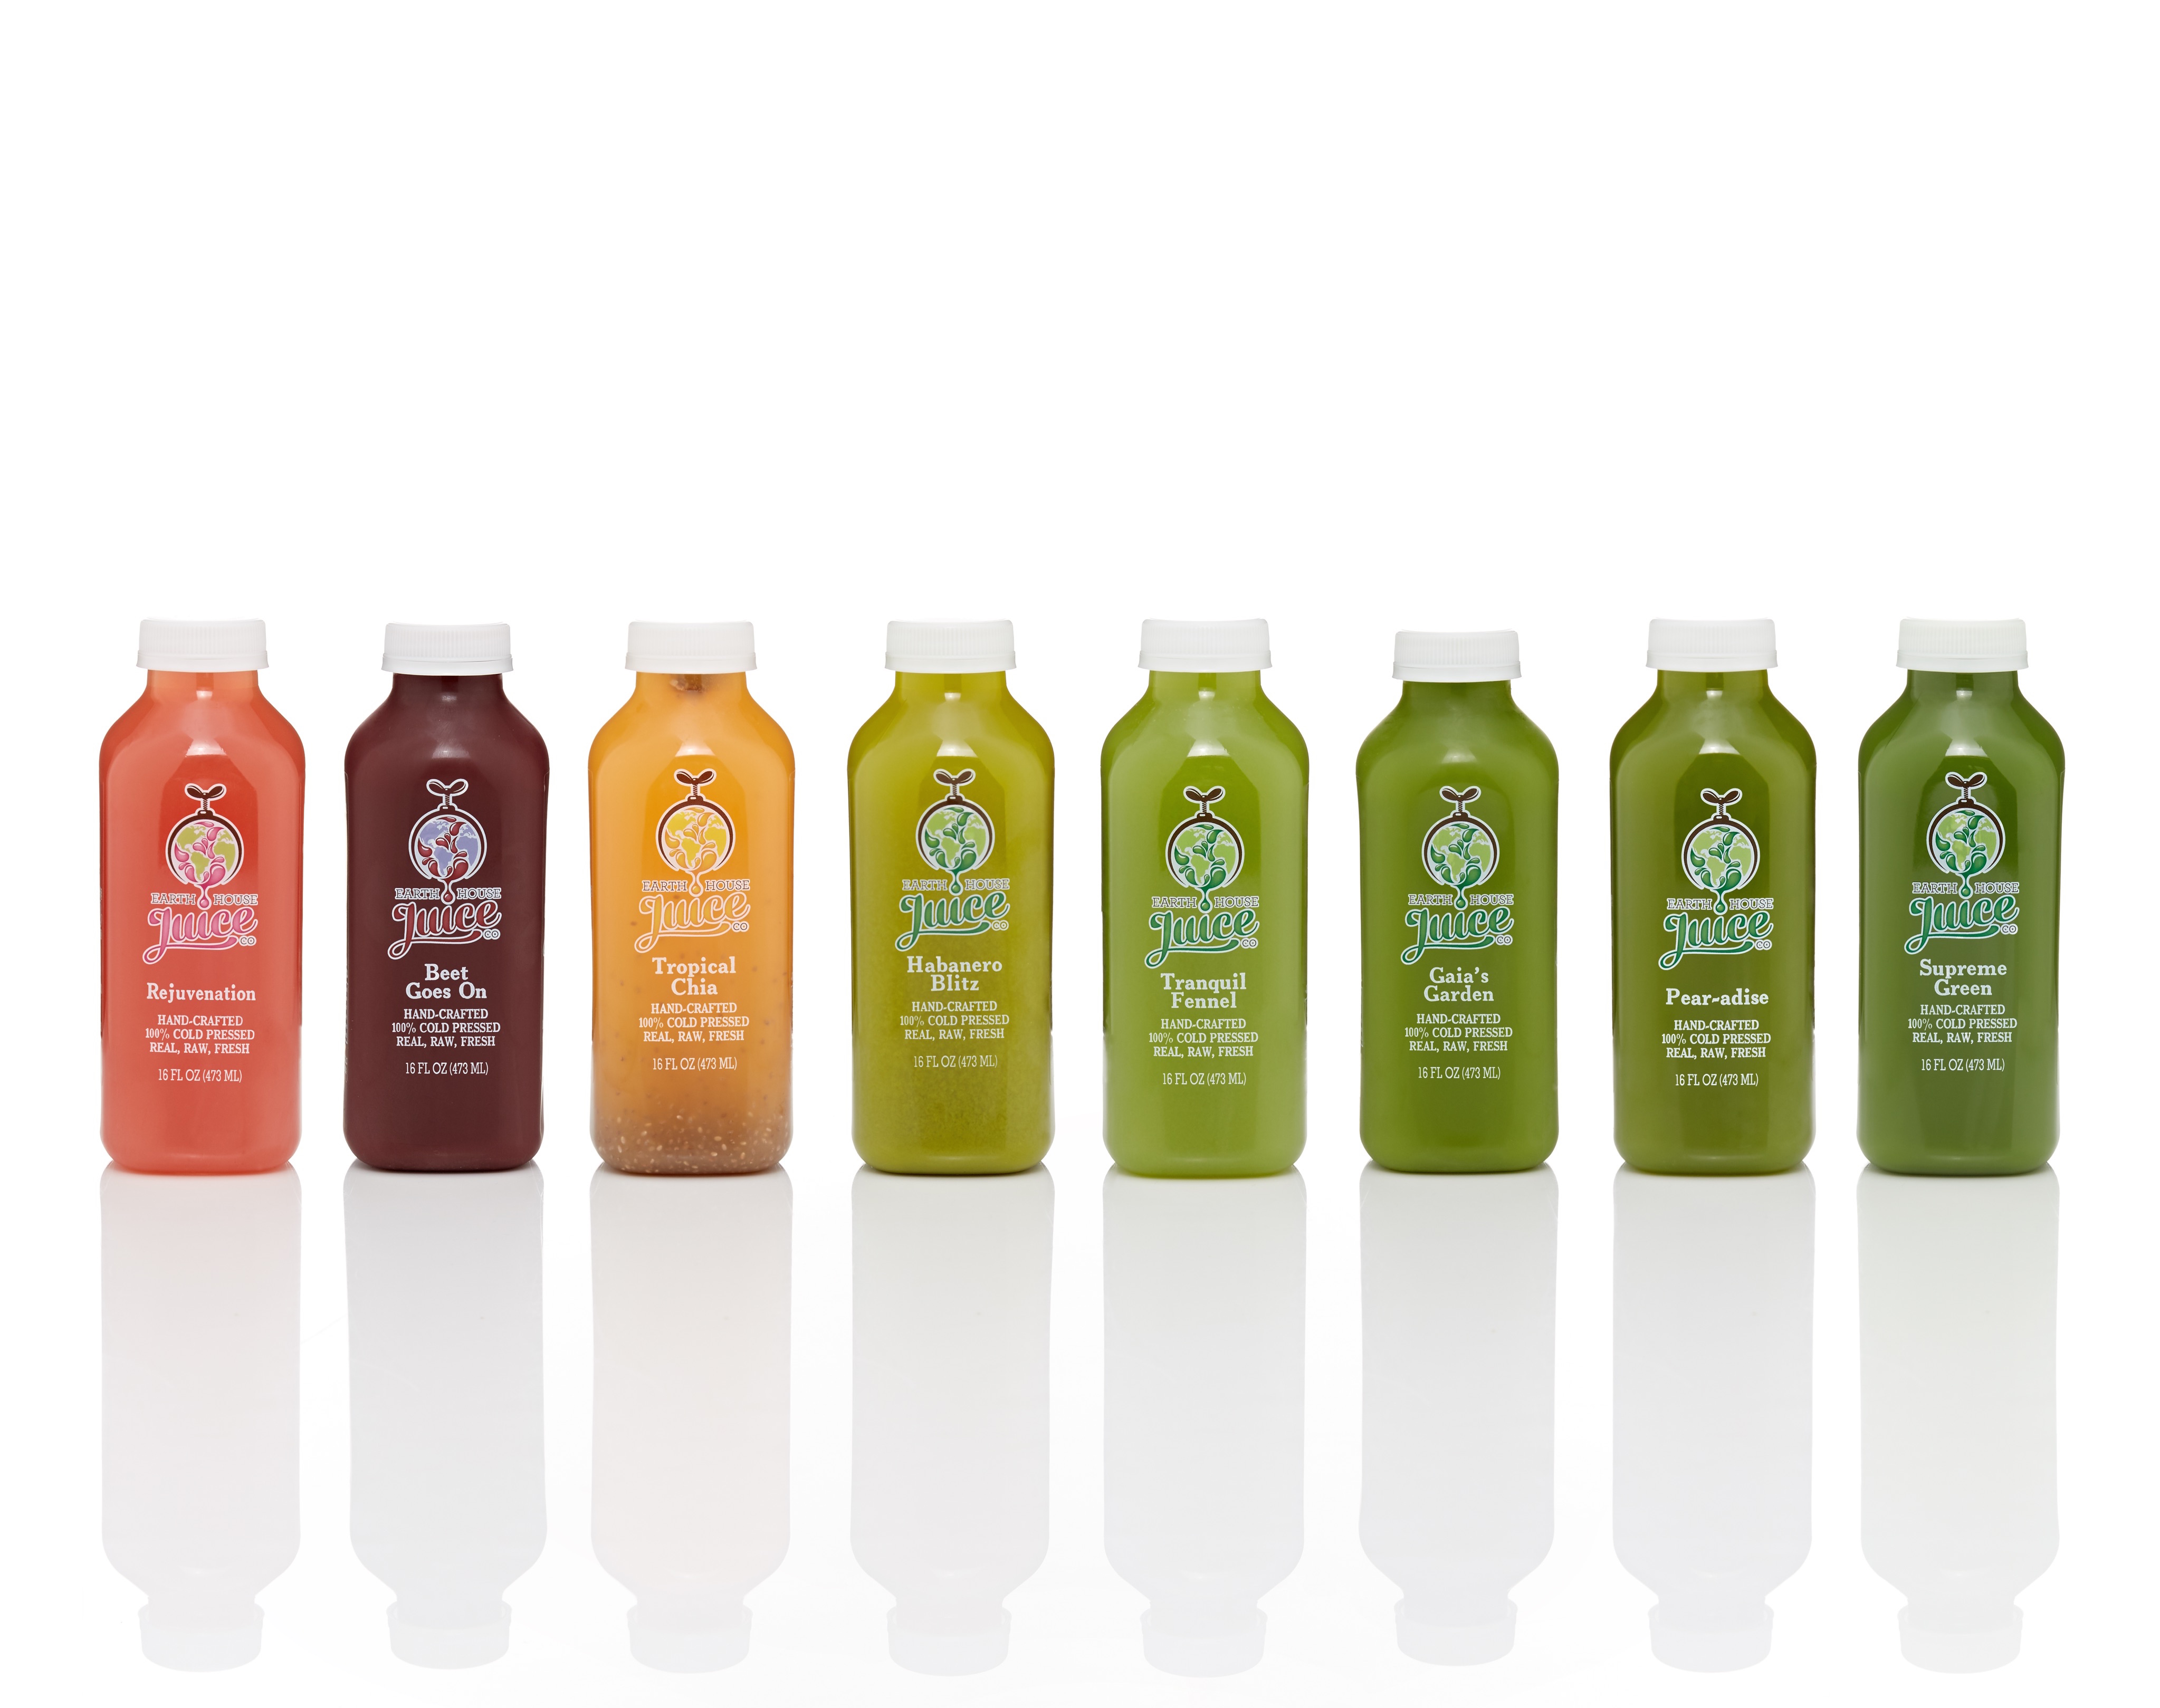 EARTH HOUSE
Juice
CO
Rejuvenation
HAND-CRAFTED
100% COLD PRESSED
REAL, RAW, FRESH
16 FL OZ (473 ML)
EARTH HOUSE
Juice
CO
Beet
Goes On
HAND-CRAFTED
100% COLD PRESSED
REAL, RAW, FRESH
16 FL OZ (473 ML)
EARTH HOUSE
Juice
CO
Tropical
Chia
HAND-CRAFTED
100% COLD PRESSED
REAL, RAW, FRESH
16 FL OZ (473 ML)
EARTH HOUSE
Juice
CO
Habanero
Blitz
HAND-CRAFTED
100% COLD PRESSED
REAL, RAW, FRESH
16 FL OZ (473 ML)
EARTH HOUSE
Juice
CO
Tranquil
Fennel
HAND-CRAFTED
100% COLD PRESSED
REAL, RAW, FRESH
16 FL OZ (473 ML)
EARTH HOUSE
Juice
CO
Gaia's
Garden
HAND-CRAFTED
100% COLD PRESSED
REAL, RAW, FRESH
16 FL OZ (473 ML)
EARTH HOUSE
Juice
CO
Pear-adise
HAND-CRAFTED
100% COLD PRESSED
REAL, RAW, FRESH
16 FL OZ (473 ML)
EARTH HOUSE
Juice
CO
Supreme
Green
HAND-CRAFTED
100% COLD PRESSED
REAL, RAW, FRESH
16 FL OZ (473 ML)